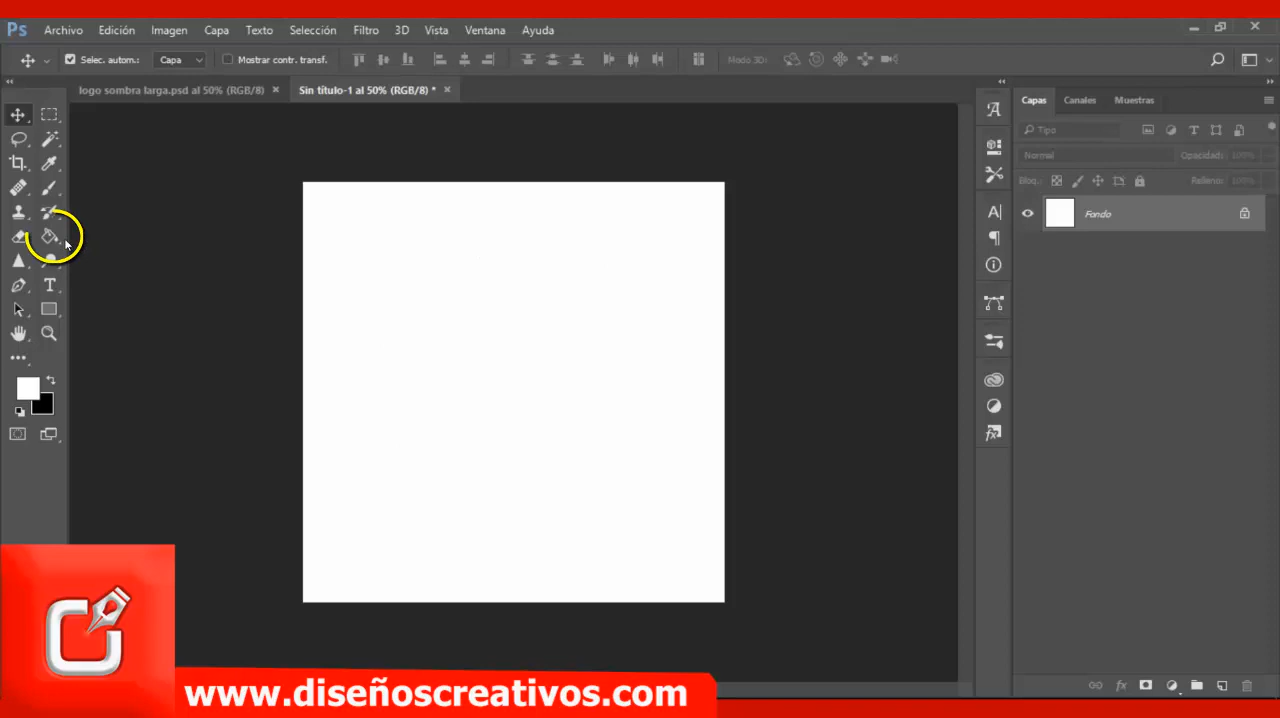 Ps Archivo Edición Imagen Capa Texto Selección Filtro 3D Vista Ventana Ayuda
Selec. autom.: Capa Mostrar contr. transf. Modo 3D:
logo sombra larga.psd al 50% (RGB/8) × Sin título-1 al 50% (RGB/8) * ×
Capas Canales Muestras
Tipo
Normal Opacidad: 100%
Bloq.: Relleno: 100%
Fondo
www.diseñoscreativos.com